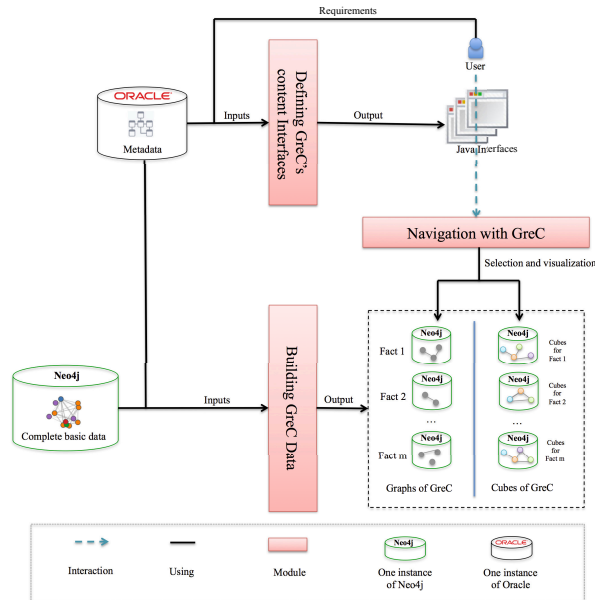 Requirements
User
ORACLE
Metadata
Inputs
Defining GreC's
content Interfaces
Output
Java Interfaces
Navigation with GreC
Selection and visualization
Neo4j
Complete basic data
Inputs
Building GreC Data
Output
Fact 1
Neo4j
Neo4j
Cubes
for
Fact 1
Fact 2
Neo4j
Neo4j
Cubes
for
Fact 2
...
...
Fact m
Neo4j
Neo4j
Cubes
for
Fact m
Graphs of GreC
Cubes of GreC
Interaction
Using
Module
Neo4j
One instance
of Neo4j
ORACLE
One instance
of Oracle